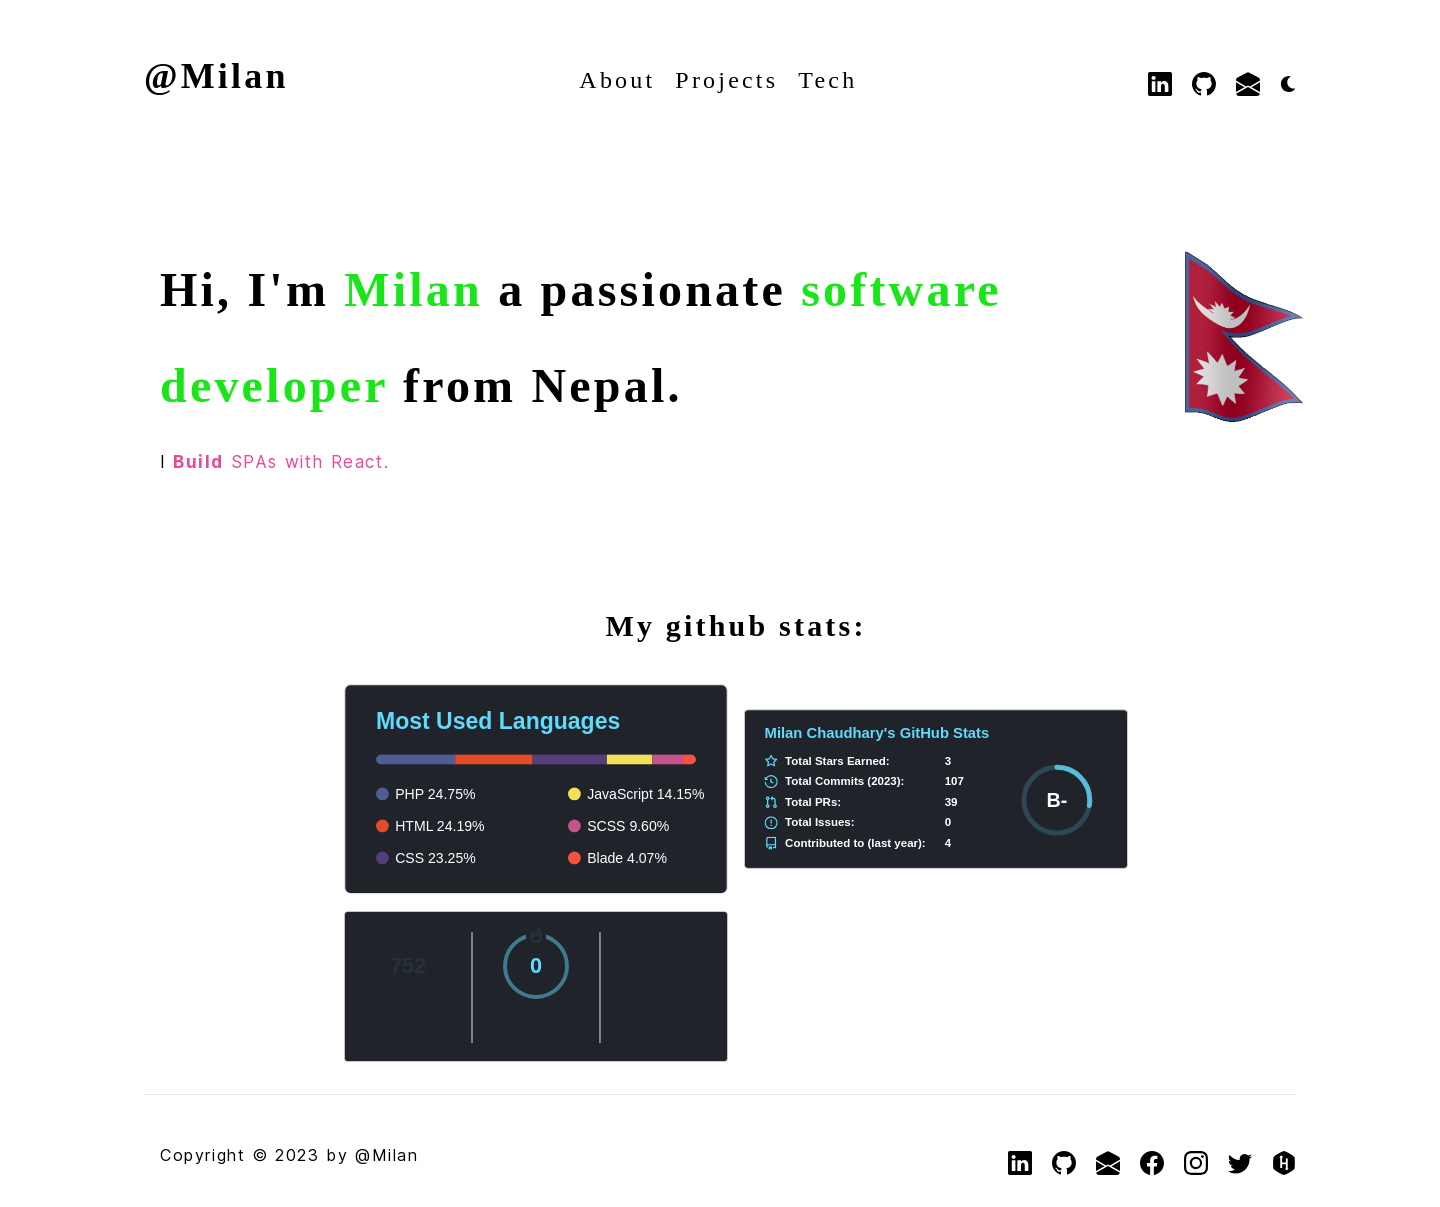 @Milan
About Projects Tech
Hi, I'm Milan a passionate software
developer from Nepal.
I Build SPAs with React.
My github stats:
Most Used Languages
PHP 24.75%
HTML 24.19%
CSS 23.25%
JavaScript 14.15%
SCSS 9.60%
Blade 4.07%
Milan Chaudhary's GitHub Stats
Total Stars Earned: 3
Total Commits (2023): 107
Total PRs: 39
Total Issues: 0
Contributed to (last year): 4
B-
752
0
Copyright © 2023 by @Milan